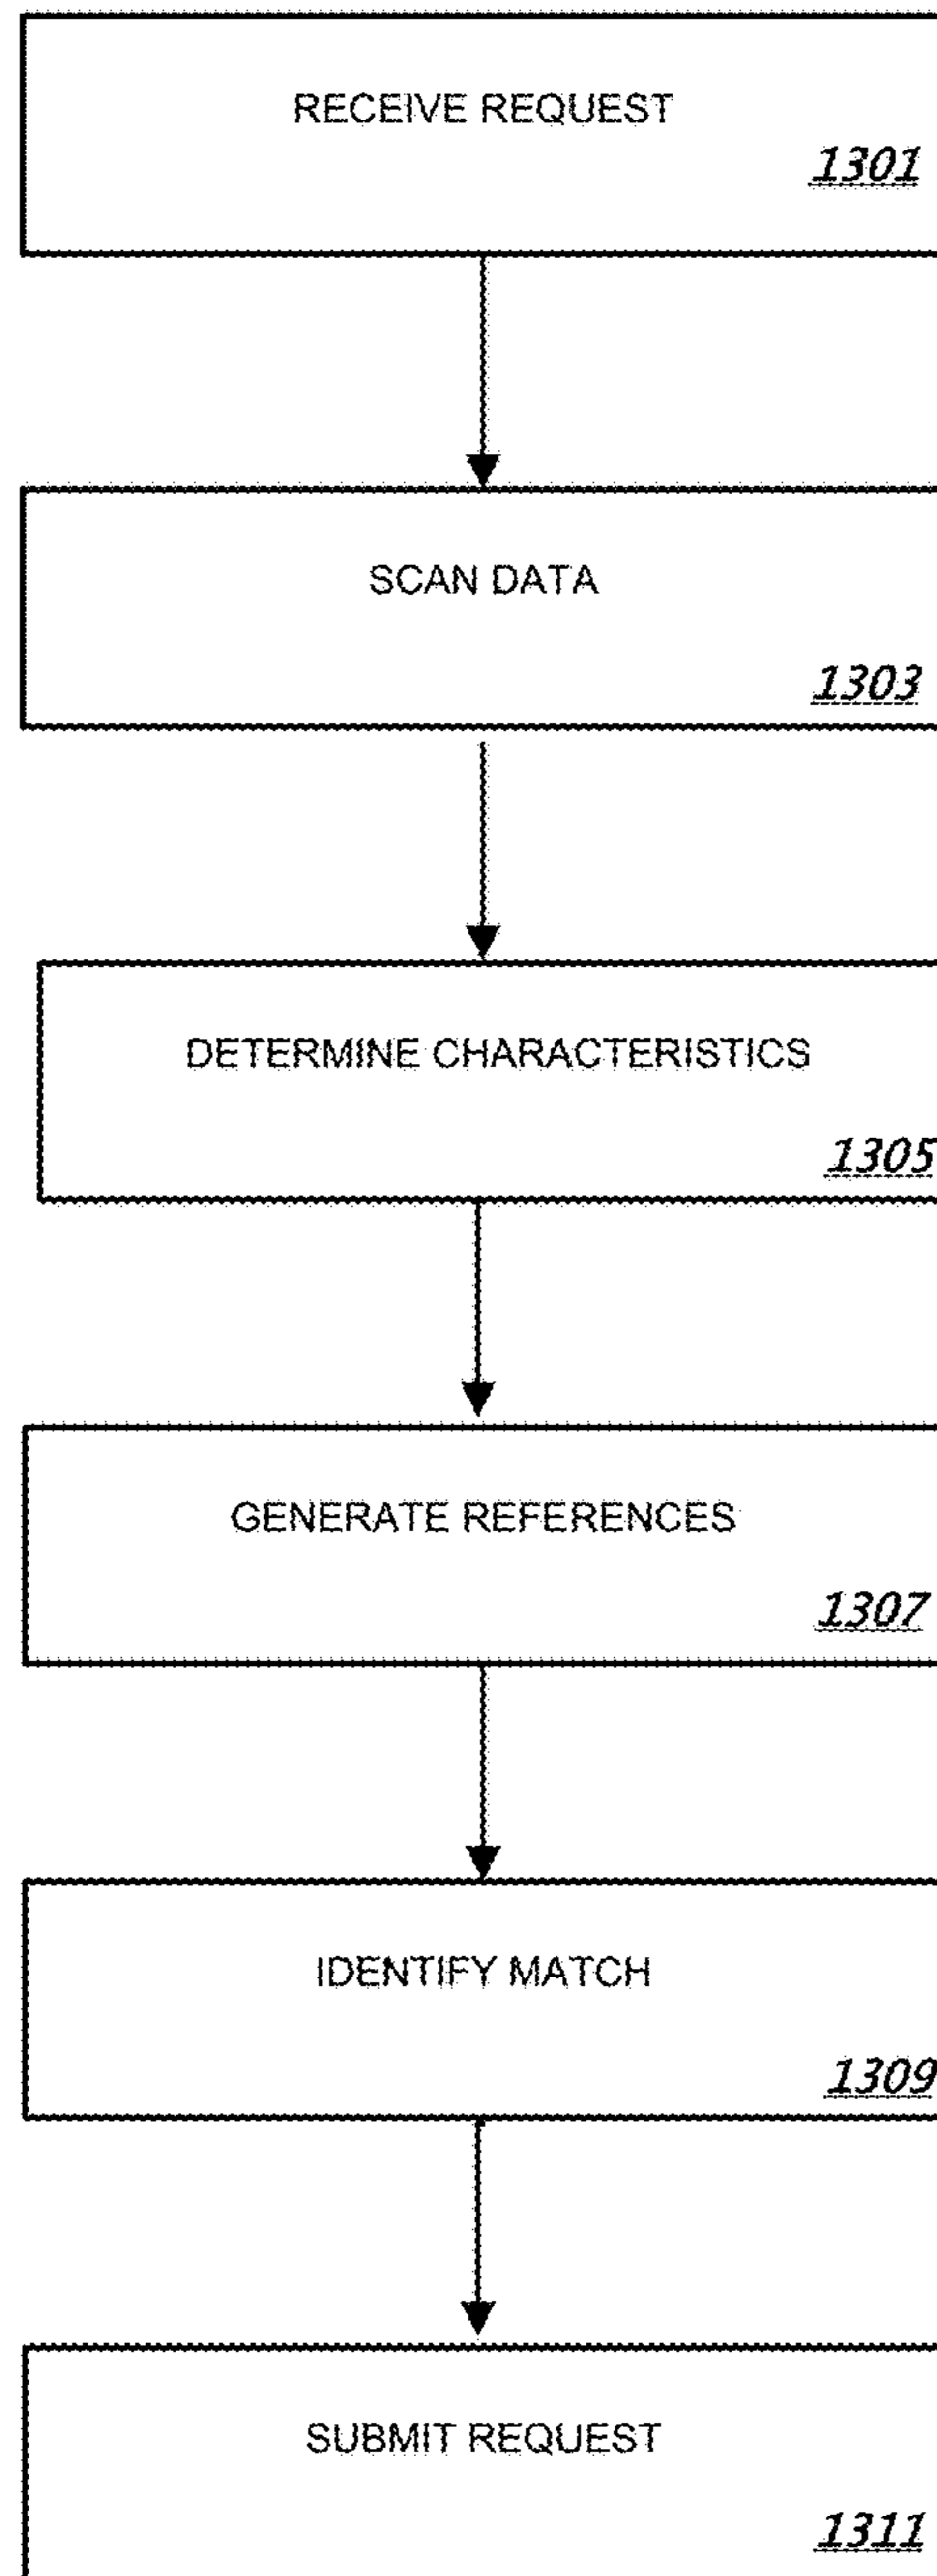 RECEIVE REQUEST
1301
SCAN DATA
1303
DETERMINE CHARACTERISTICS
1305
GENERATE REFERENCES
1307
IDENTIFY MATCH
1309
SUBMIT REQUEST
1311